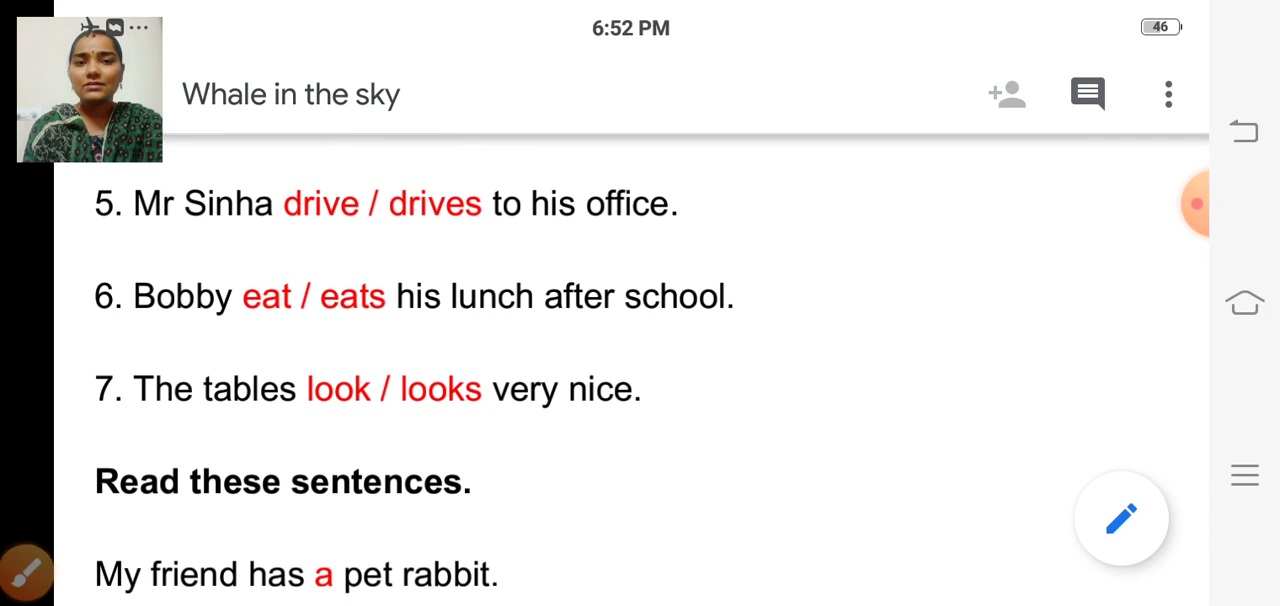 6:52 PM
46
Whale in the sky
5. Mr Sinha drive / drives to his office.
6. Bobby eat / eats his lunch after school.
7. The tables look / looks very nice.
Read these sentences.
My friend has a pet rabbit.